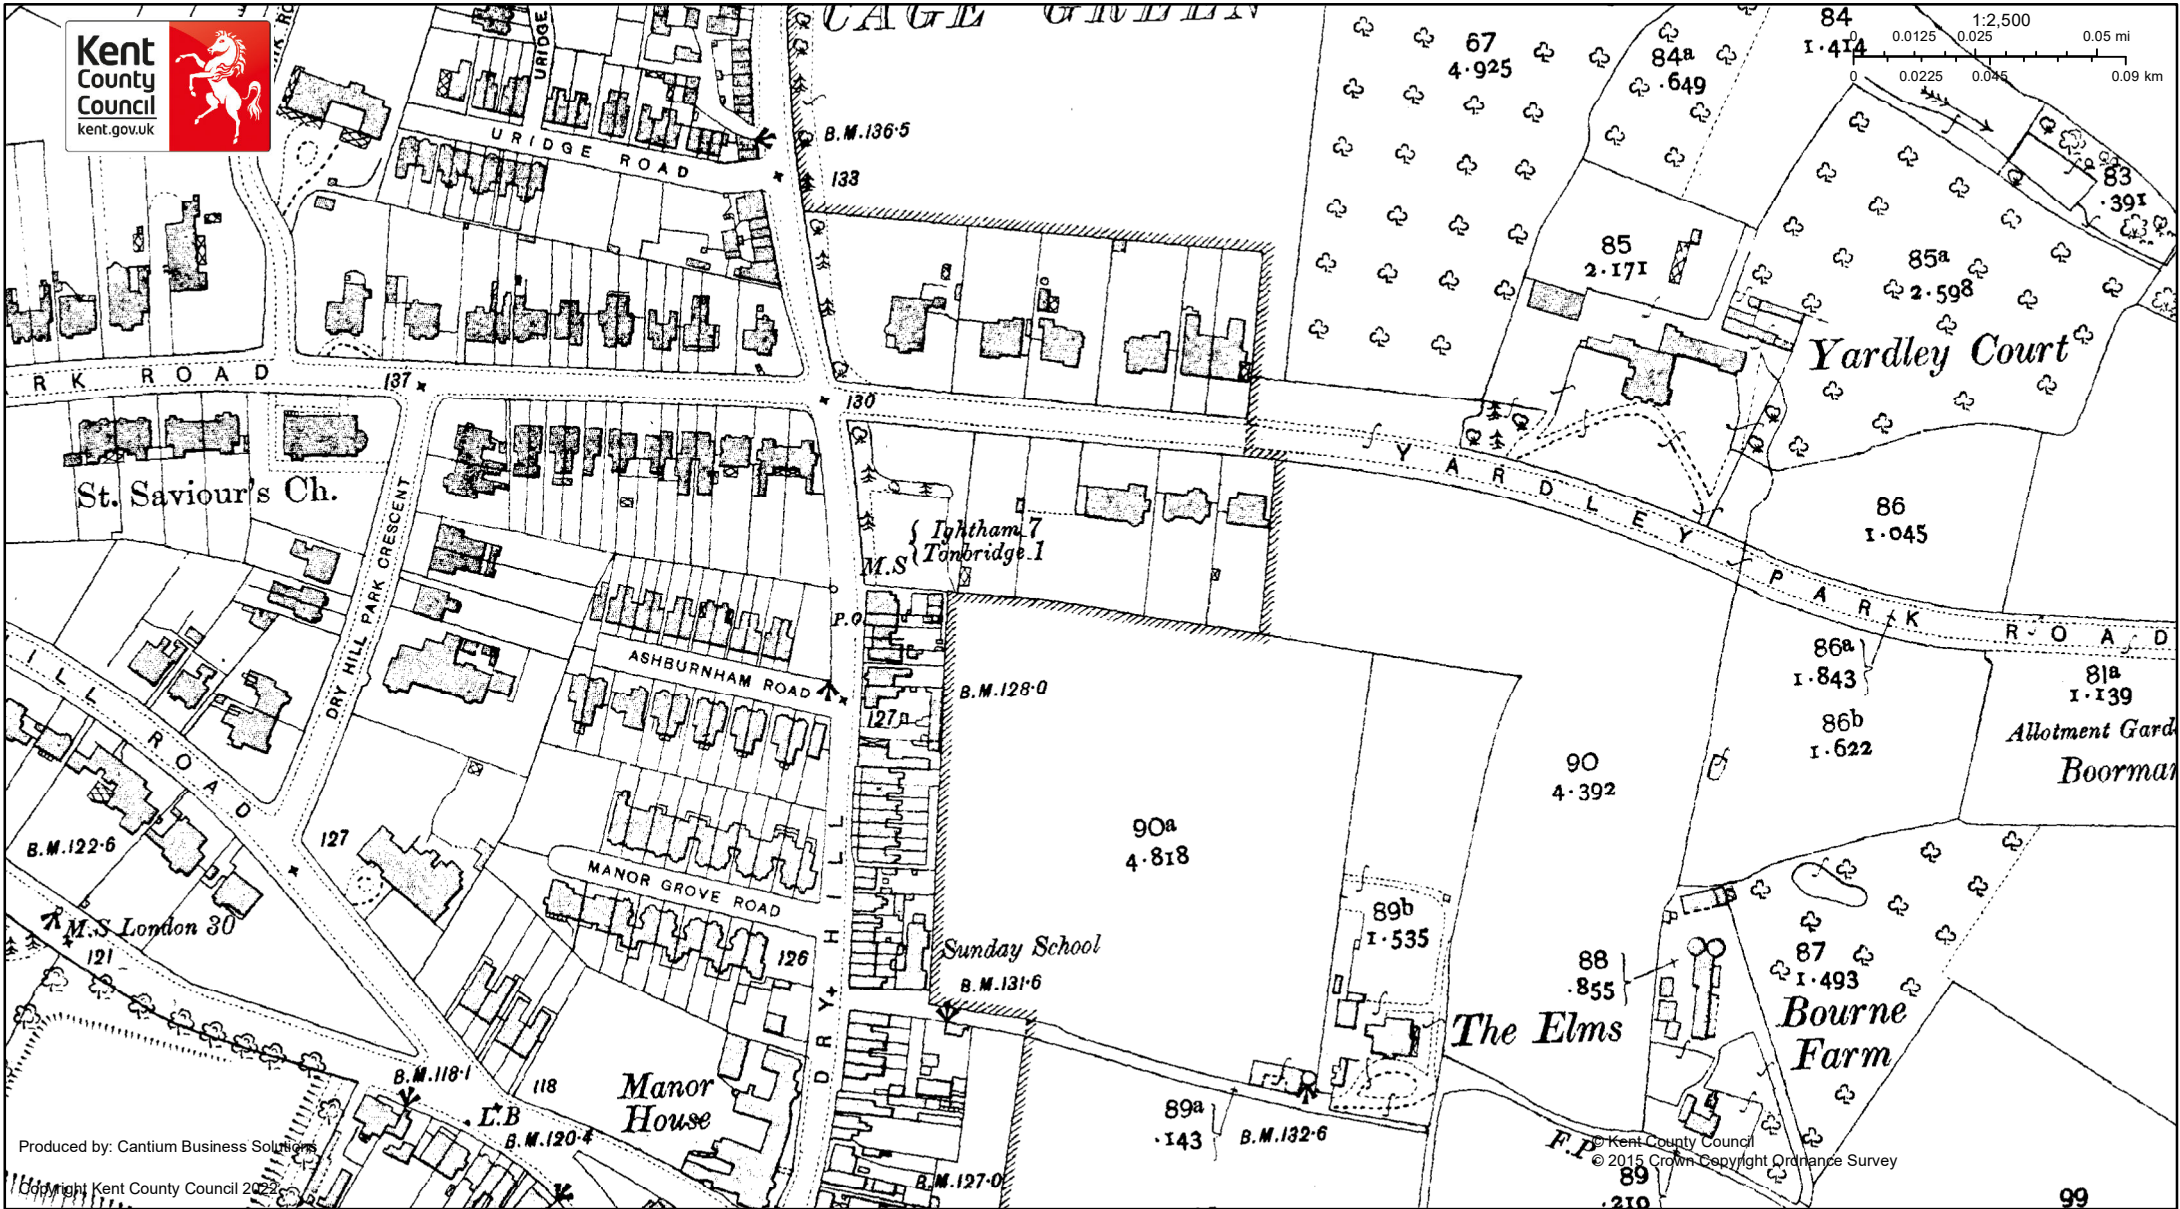 Kent
County
Council
kent.gov.uk
CAGE GREEN
1:2,500
0 0.0125 0.025 0.05 mi
0 0.0225 0.045 0.09 km
84
1.414
67
4.925
84a
.649
URIDGE
URIDGE ROAD
B.M.136.5
133
83
.391
85
2.171
85a
2.598
Yardley Court
RK ROAD
137
130
YARDLEY PARK ROAD
St. Saviour's Ch.
DRY HILL PARK CRESCENT
Ightham 7
Tonbridge 1
M.S
86
1.045
P.O
ASHBURNHAM ROAD
B.M.128.0
127
86a
1.843
86b
1.622
81a
1.139
Allotment Gard
Boorman
ILL ROAD
90
4.392
90a
4.818
127
B.M.122.6
MANOR GROVE ROAD
DRY HILL
89b
1.535
M.S London 30
121
126
Sunday School
B.M.131.6
88
.855
87
1.493
The Elms
Bourne
Farm
B.M.118.1
118
Manor
House
L.B
B.M.120.4
89a
.143
B.M.132.6
F.P
89
.210
B.M.127.0
99
Produced by: Cantium Business Solutions
Copyright Kent County Council 2022
© Kent County Council
© 2015 Crown Copyright Ordnance Survey